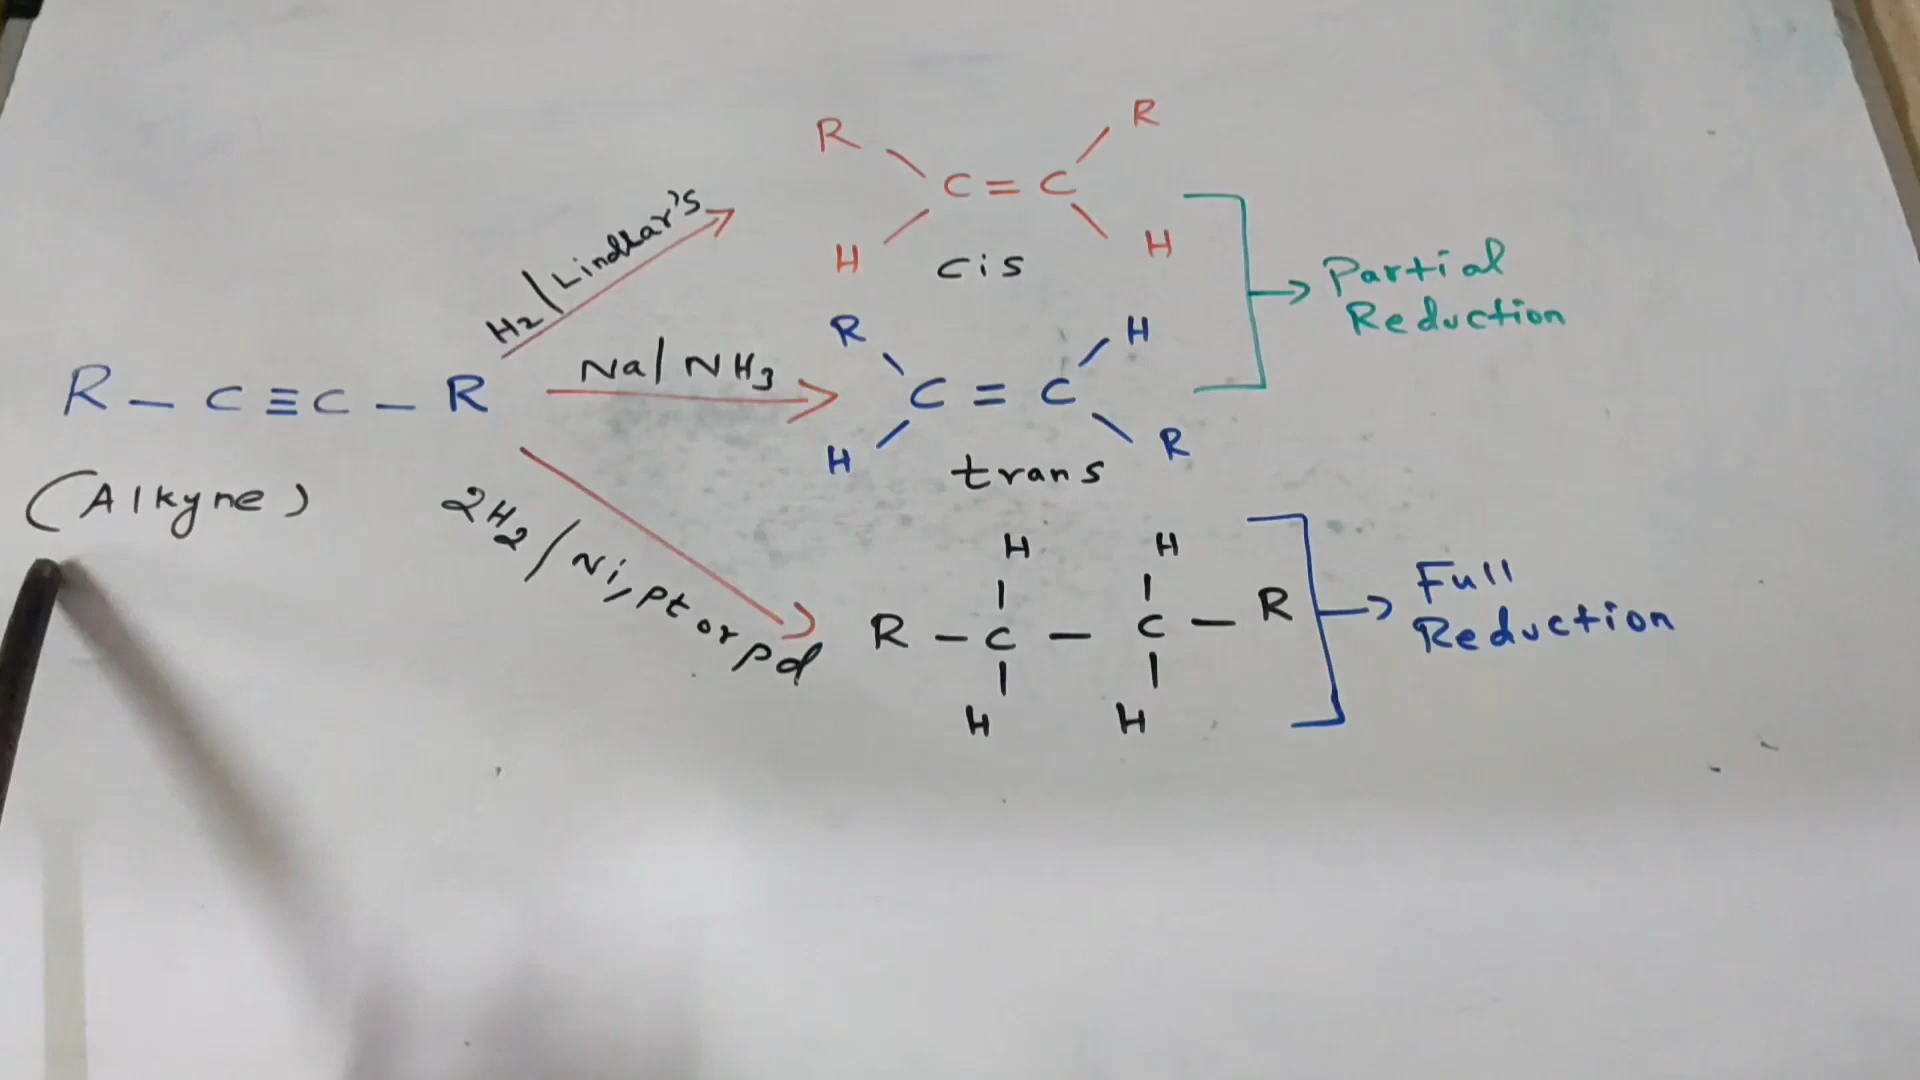 R R
C = C
H H
cis
H2/Lindlar's
Partial
Reduction
R H
C = C
H R
trans
Na/NH3
R - C ≡ C - R
(Alkyne)
2H2/Ni, pt or pd
H H
R - C - C - R
H H
Full
Reduction